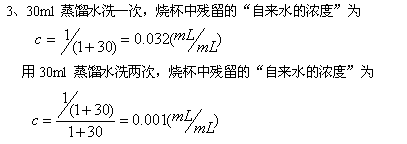 3、30ml 蒸馏水洗一次，烧杯中残留的“自来水的浓度”为
c = 1/(1+30) = 0.032(mL/mL)
用 30ml 蒸馏水洗两次，烧杯中残留的“自来水的浓度”为
c = (1/(1+30))/(1+30) = 0.001(mL/mL)